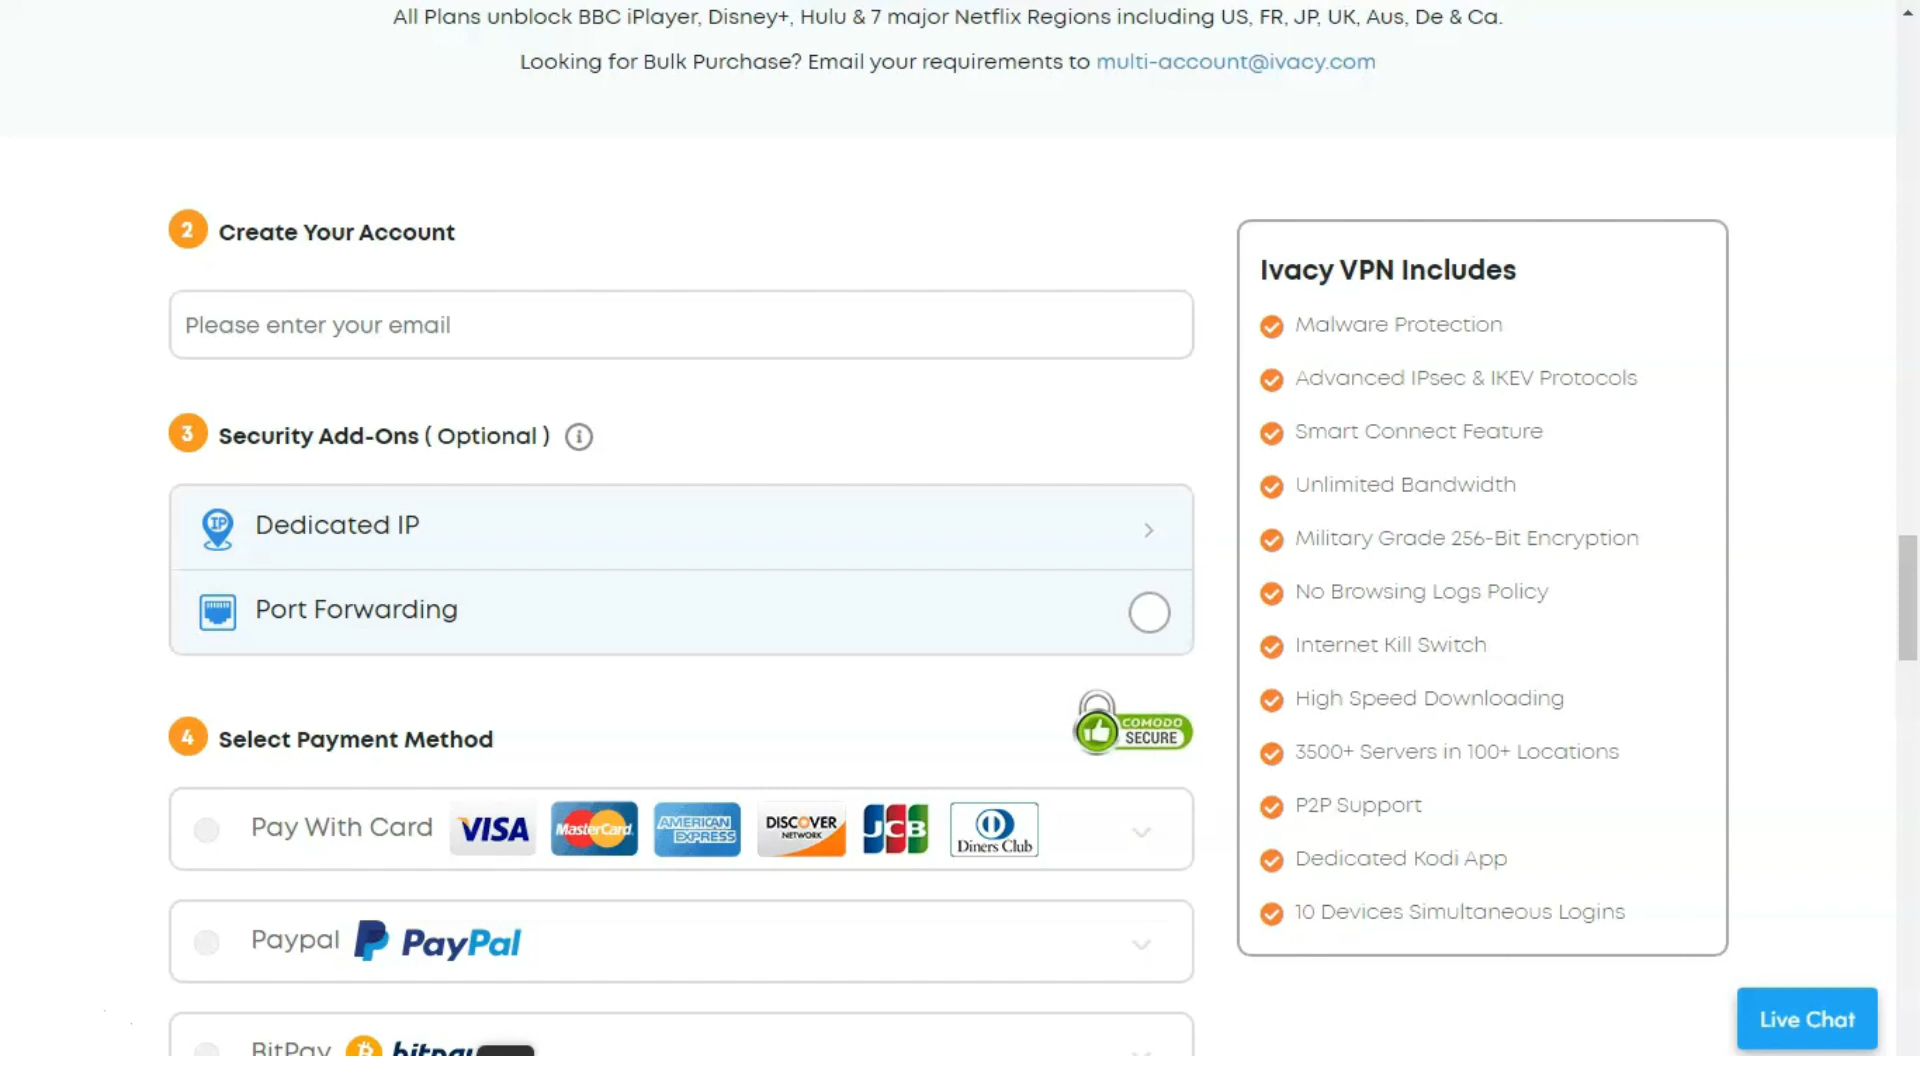 All Plans unblock BBC iPlayer, Disney+, Hulu & 7 major Netflix Regions including US, FR, JP, UK, Aus, De & Ca.
Looking for Bulk Purchase? Email your requirements to multi-account@ivacy.com
2 Create Your Account
Please enter your email
3 Security Add-Ons ( Optional ) i
IP Dedicated IP
Port Forwarding
4 Select Payment Method
COMODO
SECURE
Pay With Card VISA MasterCard AMERICAN EXPRESS DISCOVER NETWORK JCB Diners Club
Paypal PayPal
BitPay bitpay
Ivacy VPN Includes
Malware Protection
Advanced IPsec & IKEV Protocols
Smart Connect Feature
Unlimited Bandwidth
Military Grade 256-Bit Encryption
No Browsing Logs Policy
Internet Kill Switch
High Speed Downloading
3500+ Servers in 100+ Locations
P2P Support
Dedicated Kodi App
10 Devices Simultaneous Logins
Live Chat